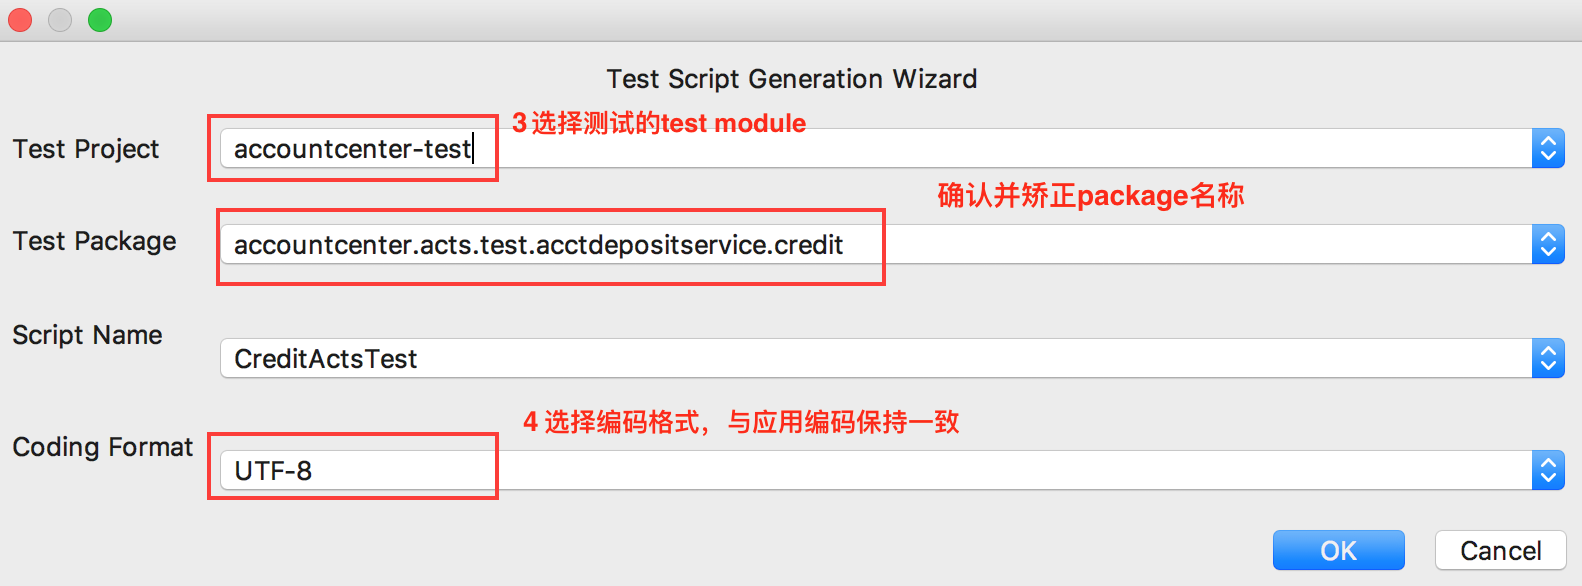 Test Script Generation Wizard
3选择测试的test module
Test Project
accountcenter-test
确认并矫正package名称
Test Package
accountcenter.acts.test.acctdepositservice.credit
Script Name
CreditActsTest
4 选择编码格式，与应用编码保持一致
Coding Format
UTF-8
OK
Cancel